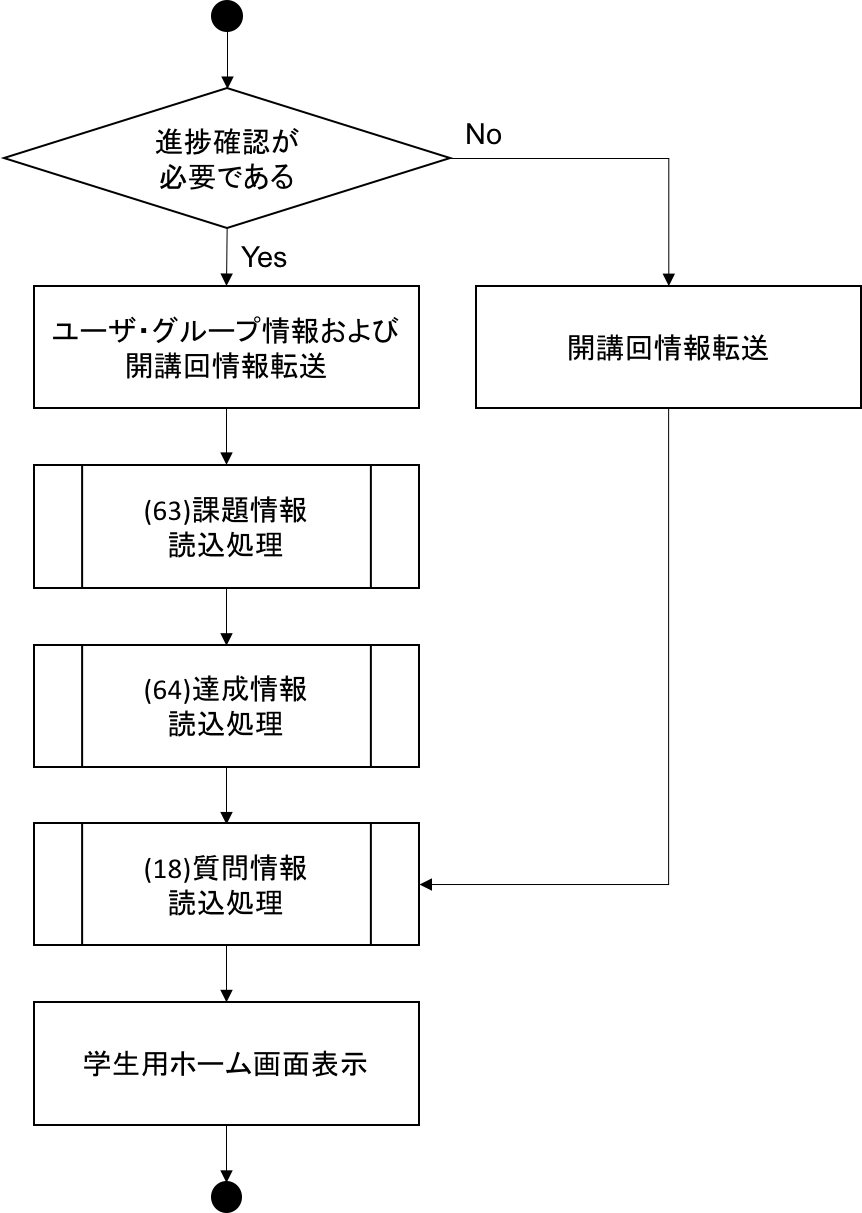 進捗確認が
必要である
No
Yes
ユーザ・グループ情報および
開講回情報転送
開講回情報転送
(63)課題情報
読込処理
(64)達成情報
読込処理
(18)質問情報
読込処理
学生用ホーム画面表示